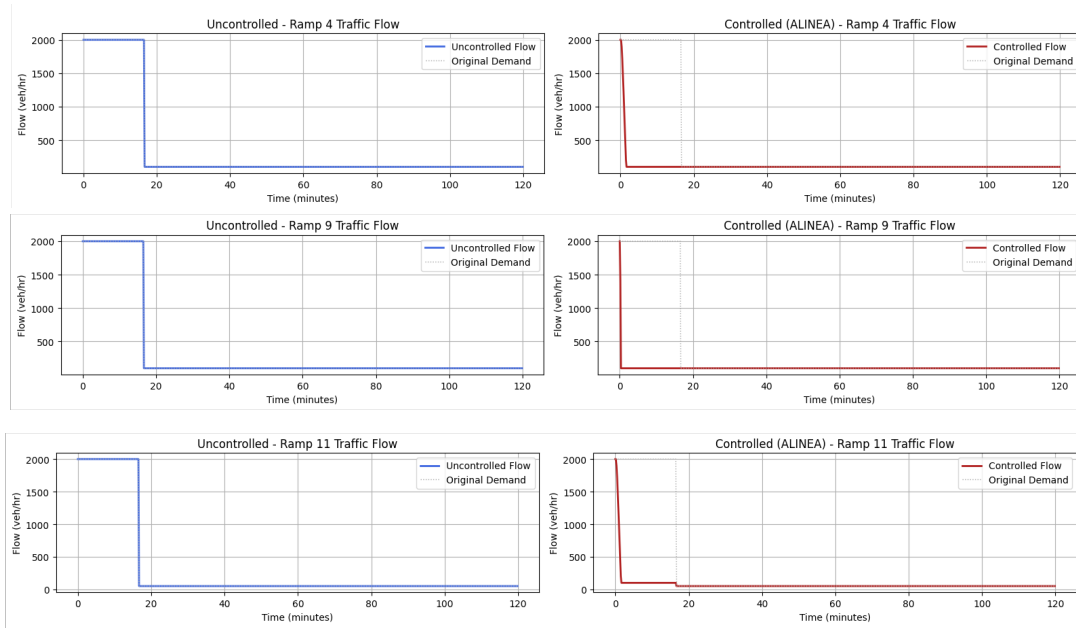 Uncontrolled - Ramp 4 Traffic Flow
Flow (veh/hr)
2000
1500
1000
500
Uncontrolled Flow
Original Demand
0 20 40 60 80 100 120
Time (minutes)
Controlled (ALINEA) - Ramp 4 Traffic Flow
Flow (veh/hr)
2000
1500
1000
500
Controlled Flow
Original Demand
0 20 40 60 80 100 120
Time (minutes)
Uncontrolled - Ramp 9 Traffic Flow
Flow (veh/hr)
2000
1500
1000
500
Uncontrolled Flow
Original Demand
0 20 40 60 80 100 120
Time (minutes)
Controlled (ALINEA) - Ramp 9 Traffic Flow
Flow (veh/hr)
2000
1500
1000
500
Controlled Flow
Original Demand
0 20 40 60 80 100 120
Time (minutes)
Uncontrolled - Ramp 11 Traffic Flow
Flow (veh/hr)
2000
1500
1000
500
0
Uncontrolled Flow
Original Demand
0 20 40 60 80 100 120
Time (minutes)
Controlled (ALINEA) - Ramp 11 Traffic Flow
Flow (veh/hr)
2000
1500
1000
500
0
Controlled Flow
Original Demand
0 20 40 60 80 100 120
Time (minutes)